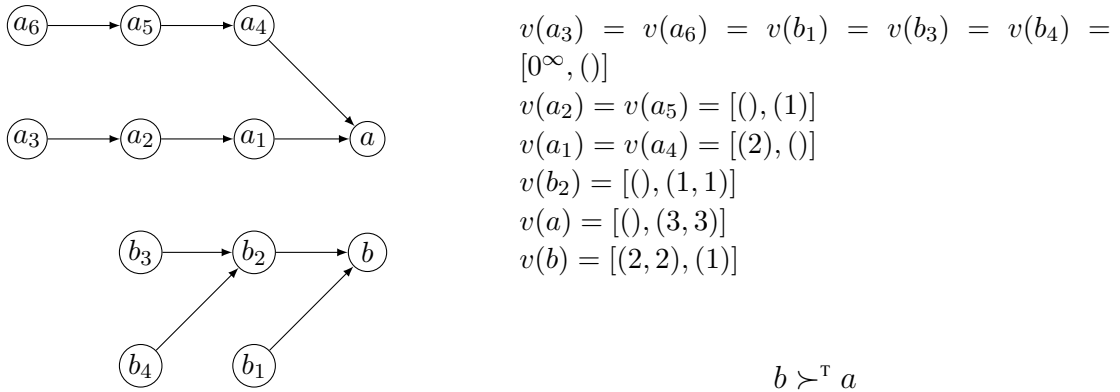 a₆ a₅ a₄
a₃ a₂ a₁ a
b₃ b₂ b
b₄ b₁
v(a₃) = v(a₆) = v(b₁) = v(b₃) = v(b₄) =
[0^∞, ()]
v(a₂) = v(a₅) = [(), (1)]
v(a₁) = v(a₄) = [(2), ()]
v(b₂) = [(), (1, 1)]
v(a) = [(), (3, 3)]
v(b) = [(2, 2), (1)]
b ≻ᵀ a